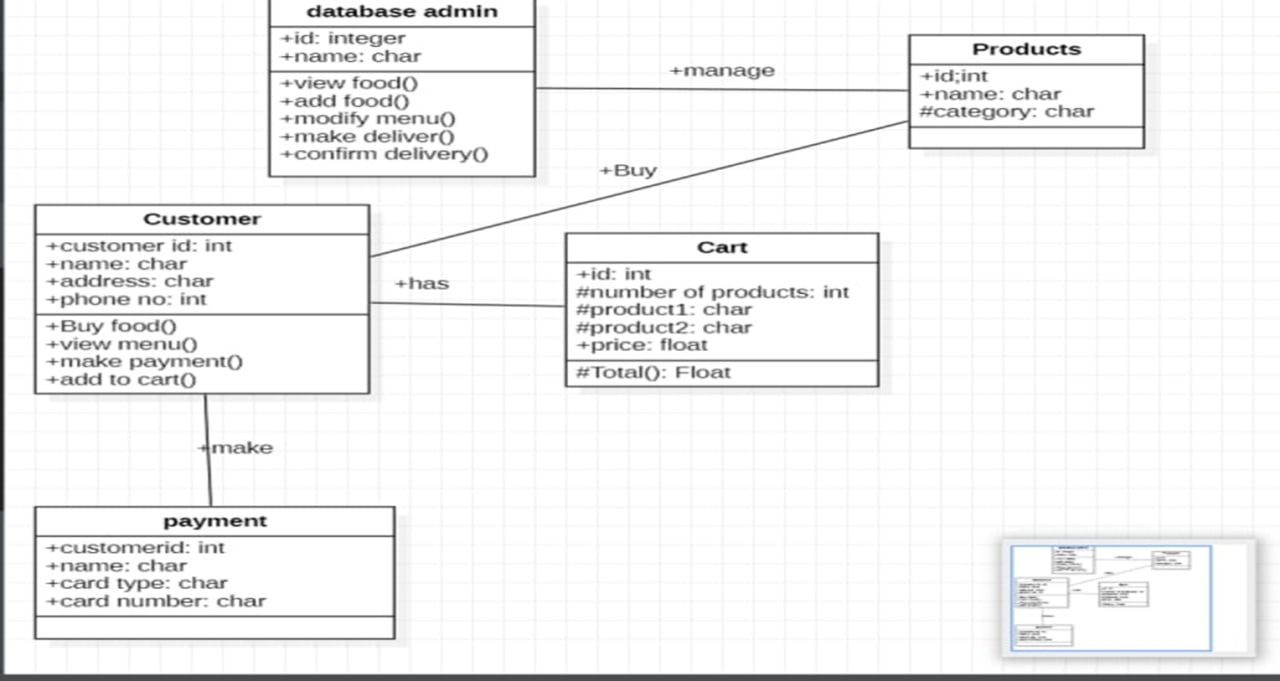 database admin
+id: integer
+name: char
+view food()
+add food()
+modify menu()
+make deliver()
+confirm delivery()
+manage
Products
+id;int
+name: char
#category: char
+Buy
Customer
+customer id: int
+name: char
+address: char
+phone no: int
+Buy food()
+view menu()
+make payment()
+add to cart()
+has
Cart
+id: int
#number of products: int
#product1: char
#product2: char
+price: float
#Total(): Float
+make
payment
+customerid: int
+name: char
+card type: char
+card number: char